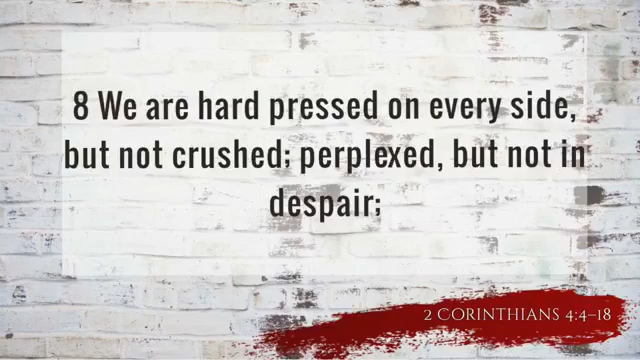 8 We are hard pressed on every side,
but not crushed; perplexed, but not in
despair;
2 CORINTHIANS 4:4–18